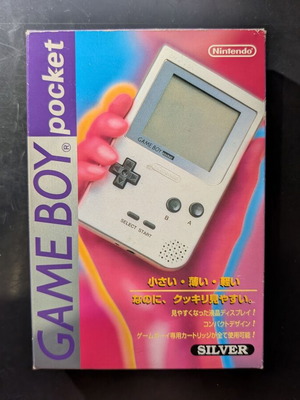 Nintendo®
GAME BOY® pocket
GAME BOY pocket
B
A
SELECT START
小さい・薄い・軽い
なのに、クッキリ見やすい。
見やすくなった液晶ディスプレイ!
コンパクトデザイン!
ゲームボーイ専用カートリッジが全て使用可能!
SILVER